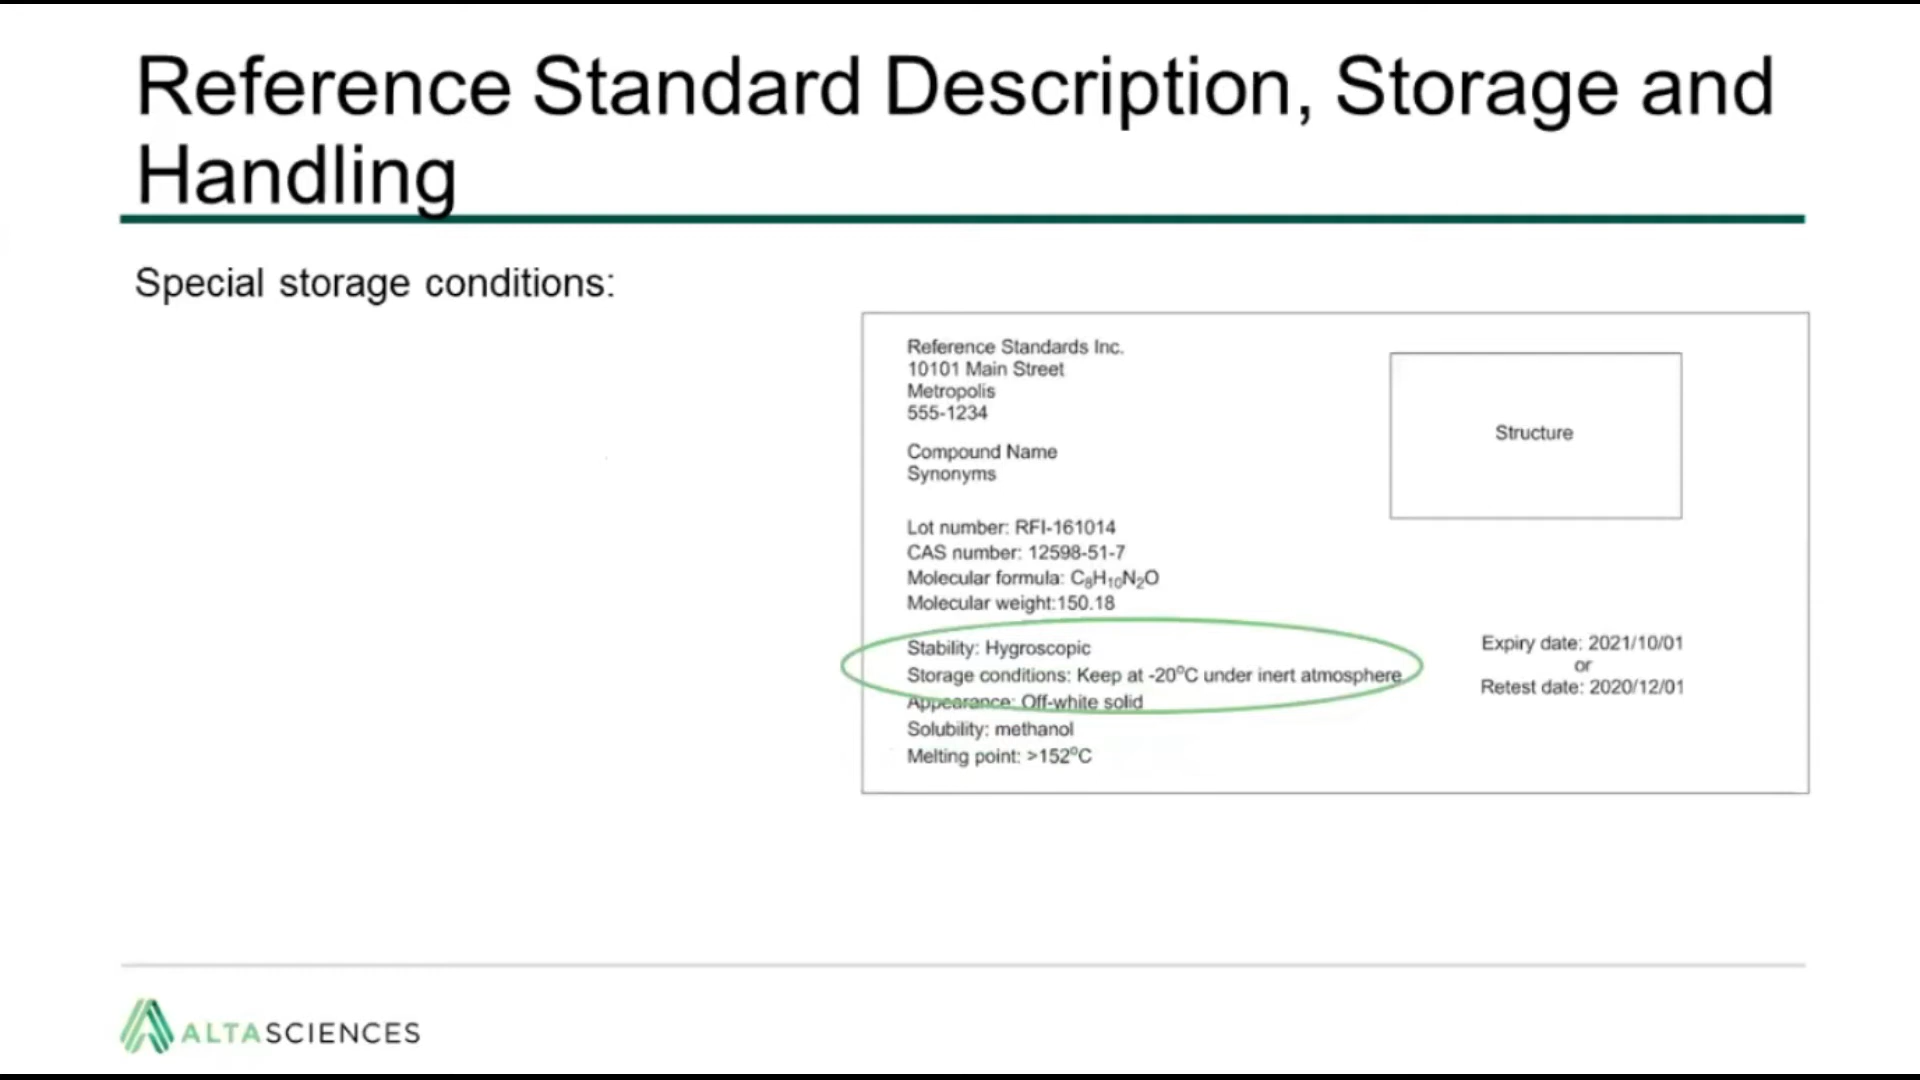 Reference Standard Description, Storage and
Handling
Special storage conditions:
Reference Standards Inc.
10101 Main Street
Metropolis
555-1234
Compound Name
Synonyms
Structure
Lot number: RFI-161014
CAS number: 12598-51-7
Molecular formula: C₈H₁₀N₂O
Molecular weight:150.18
Stability: Hygroscopic
Storage conditions: Keep at -20°C under inert atmosphere
Appearance: Off-white solid
Solubility: methanol
Melting point: >152°C
Expiry date: 2021/10/01
or
Retest date: 2020/12/01
ALTASCIENCES